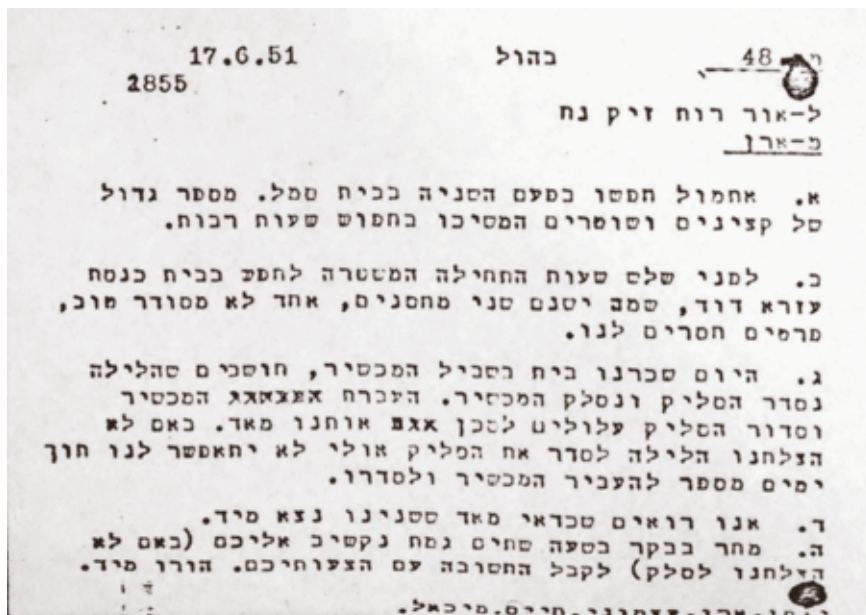 48 בהול 17.6.51
2855
ל-אור רוח זיק נח
מ-ארן
א. אתמול חפשו בפעם השניה בבית סמל. מספר גדול
של קצינים ושוטרים המשיכו בחפוש שעות רבות.
ב. לפני שלש שעות התחילה המשטרה לחפש בבית כנסת
עזרא דוד, שמה ישנם שני מחסנים, אחד לא מסודר טוב,
פרטים חסרים לנו.
ג. היום שכרנו בית בשביל המכשיר, חושבים שהלילה
נסדר הסליק ונסלק המכשיר. העברת המכשיר
וסדור הסליק עלולים לסכן אותנו מאד. באם לא
הצלחנו הלילה לסדר את הסליק אולי לא יתאפשר לנו תוך
ימים מספר להעביר המכשיר ולסדרו.
ד. אנו רואים שכדאי מאד ששנינו נצא מיד.
ה. מחר בבקר בשעה שתים גמת נקשיב אליכם (באם לא
הצלחנו לסלק) לקבל התשובה עם הצעותיכם. הורו מיד.
חיים.מיכאל.